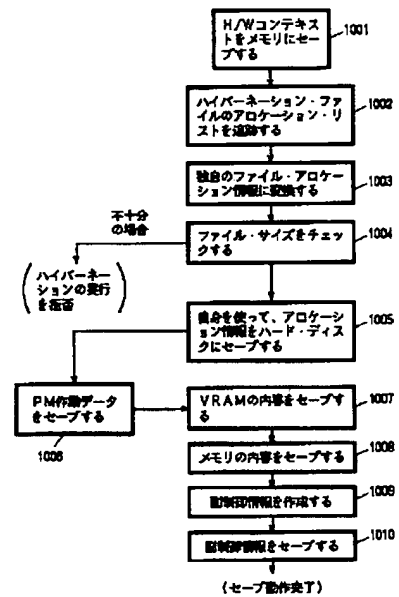 H/Wコンテキス
トをメモリにセー
ブする
1001
ハイバーネーション・ファ
イルのアロケーション・リ
ストを追跡する
1002
独自のファイル・アロケー
ション情報に変換する
1003
不十分
の場合
ファイル・サイズをチェッ
クする
1004
(ハイバーネー
ションの実行
を拒否)
自身を使って、アロケーシ
ョン情報をハード・ディス
クにセーブする
1005
PM作動データ
をセーブする
1006
VRAMの内容をセーブす
る
1007
メモリの内容をセーブする
1008
制御情報を作成する
1009
制御情報をセーブする
1010
(セーブ動作完了)